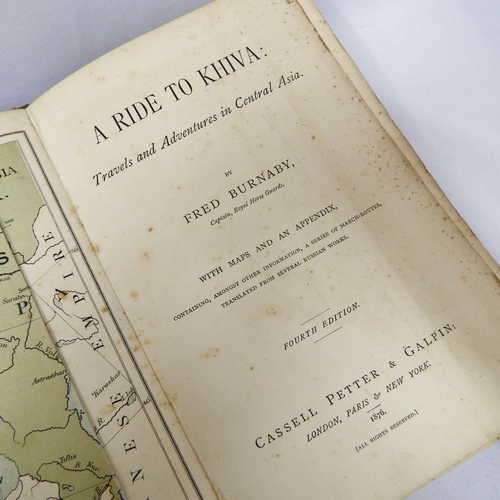 A RIDE TO KHIVA:
Travels and Adventures in Central Asia.
BY
FRED BURNABY,
Captain, Royal Horse Guards.
WITH MAPS AND AN APPENDIX,
CONTAINING, AMONGST OTHER INFORMATION, A SERIES OF MARCH-ROUTES,
TRANSLATED FROM SEVERAL RUSSIAN WORKS.
FOURTH EDITION.
CASSELL PETTER & GALPIN:
LONDON, PARIS & NEW YORK.
1876.
[ALL RIGHTS RESERVED.]
EMPIRE